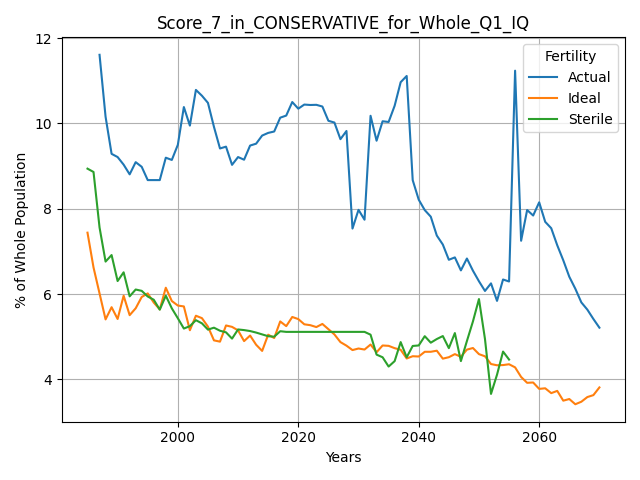 Score_7_in_CONSERVATIVE_for_Whole_Q1_IQ
% of Whole Population
12
10
8
6
4
2000
2020
2040
2060
Years
Fertility
Actual
Ideal
Sterile